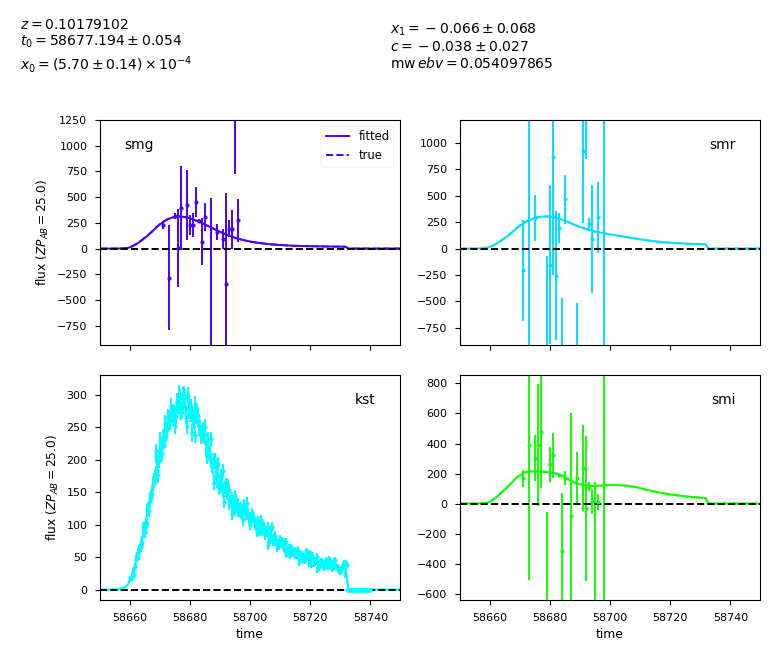 z = 0.10179102
t₀ = 58677.194 ± 0.054
x₀ = (5.70 ± 0.14) × 10⁻⁴
x₁ = −0.066 ± 0.068
c = −0.038 ± 0.027
mw ebv = 0.054097865
smg
fitted
true
1250
1000
750
500
250
0
−250
−500
−750
flux (ZP_AB = 25.0)
smr
1000
750
500
250
0
−250
−500
−750
kst
300
250
200
150
100
50
0
flux (ZP_AB = 25.0)
58660 58680 58700 58720 58740
time
smi
800
600
400
200
0
−200
−400
−600
58660 58680 58700 58720 58740
time